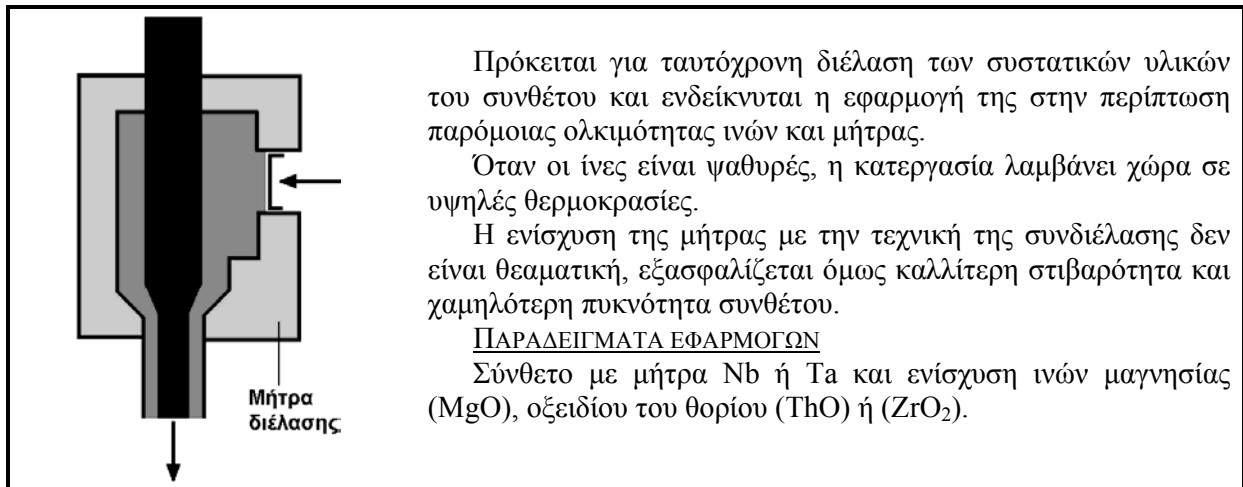 Πρόκειται για ταυτόχρονη διέλαση των συστατικών υλικών
του συνθέτου και ενδείκνυται η εφαρμογή της στην περίπτωση
παρόμοιας ολκιμότητας ινών και μήτρας.
Όταν οι ίνες είναι ψαθυρές, η κατεργασία λαμβάνει χώρα σε
υψηλές θερμοκρασίες.
Η ενίσχυση της μήτρας με την τεχνική της συνδιέλασης δεν
είναι θεαματική, εξασφαλίζεται όμως καλλίτερη στιβαρότητα και
χαμηλότερη πυκνότητα συνθέτου.
ΠΑΡΑΔΕΙΓΜΑΤΑ ΕΦΑΡΜΟΓΩΝ
Σύνθετο με μήτρα Nb ή Ta και ενίσχυση ινών μαγνησίας
(MgO), οξειδίου του θορίου (ThO) ή (ZrO₂).
Μήτρα
διέλασης